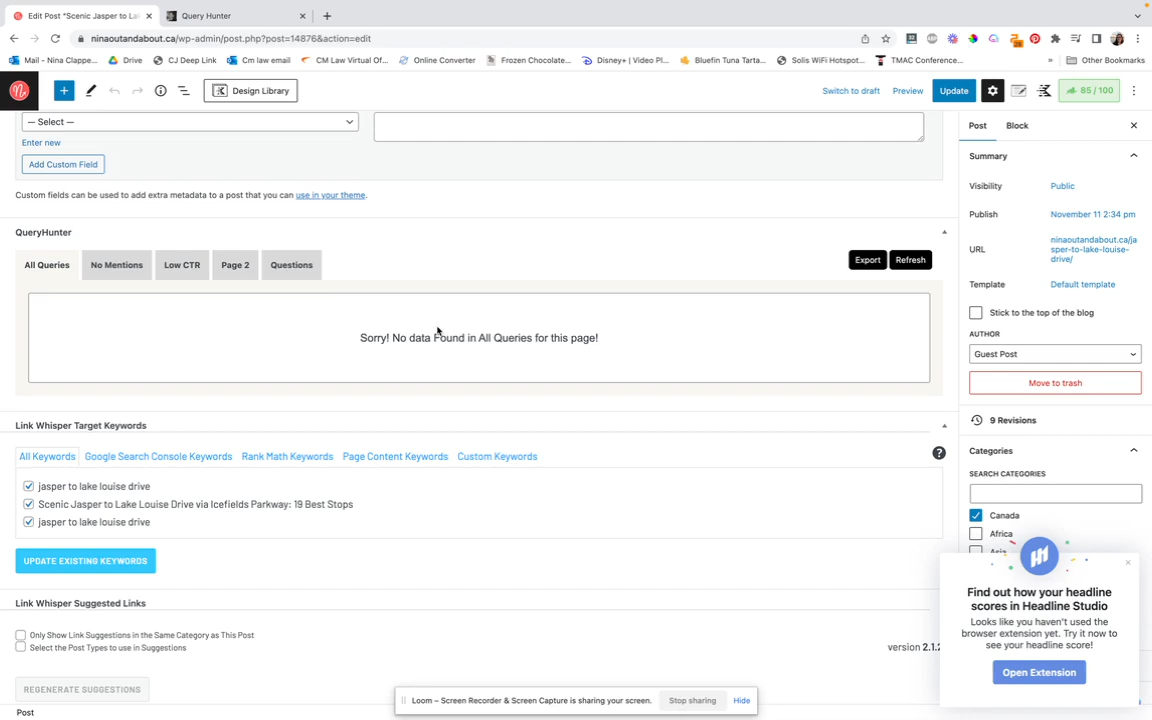 Edit Post "Scenic Jasper to La
Query Hunter
ninaoutandabout.ca/wp-admin/post.php?post=14876&action=edit
Mail - Nina Clappe...
Drive
CJ Deep Link
Cm law email
CM Law Virtual Of...
Online Converter
Frozen Chocolate...
Disney+ | Video Pl...
Bluefin Tuna Tarta...
Solis WiFi Hotspot...
TMAC Conference...
»
Other Bookmarks
Design Library
Switch to draft
Preview
Update
85 / 100
— Select —
Enter new
Add Custom Field
Custom fields can be used to add extra metadata to a post that you can use in your theme.
QueryHunter
All Queries
No Mentions
Low CTR
Page 2
Questions
Export
Refresh
Sorry! No data Found in All Queries for this page!
Link Whisper Target Keywords
All Keywords
Google Search Console Keywords
Rank Math Keywords
Page Content Keywords
Custom Keywords
?
jasper to lake louise drive
Scenic Jasper to Lake Louise Drive via Icefields Parkway: 19 Best Stops
jasper to lake louise drive
UPDATE EXISTING KEYWORDS
Link Whisper Suggested Links
Only Show Link Suggestions in the Same Category as This Post
Select the Post Types to use in Suggestions
version 2.1.2
REGENERATE SUGGESTIONS
Post
Loom – Screen Recorder & Screen Capture is sharing your screen.
Stop sharing
Hide
Post
Block
Summary
Visibility
Public
Publish
November 11 2:34 pm
URL
ninaoutandabout.ca/ja
sper-to-lake-louise-
drive/
Template
Default template
Stick to the top of the blog
AUTHOR
Guest Post
Move to trash
9 Revisions
Categories
SEARCH CATEGORIES
Canada
Africa
Asia
Find out how your headline
scores in Headline Studio
Looks like you haven't used the
browser extension yet. Try it now to
see your headline score!
Open Extension